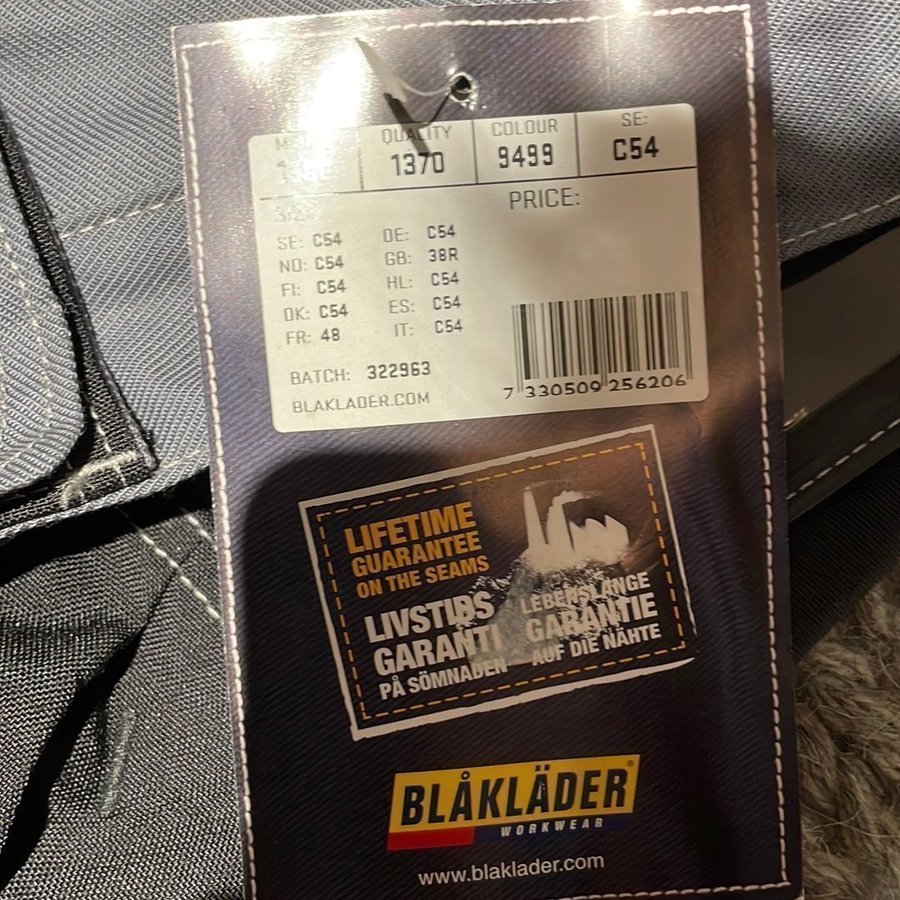 QUALITY COLOUR SE:
1370 9499 C54
PRICE:
SE: C54 DE: C54
NO: C54 GB: 38R
FI: C54 HL: C54
DK: C54 ES: C54
FR: 48 IT: C54
BATCH: 322963
BLAKLADER.COM
7 330509 256206
LIFETIME
GUARANTEE
ON THE SEAMS
LIVSTIDS
GARANTI
PÅ SÖMNADEN
LEBENSLANGE
GARANTIE
AUF DIE NÄHTE
BLÅKLÄDER®
WORKWEAR
www.blaklader.com